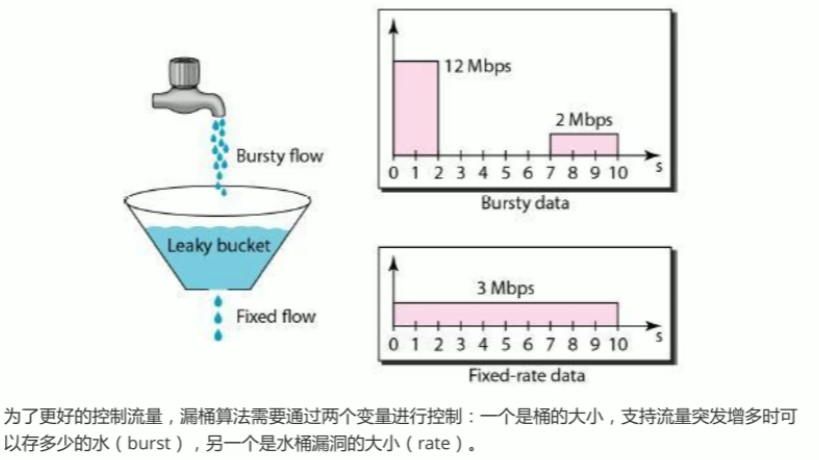 12 Mbps
2 Mbps
Bursty flow
0 1 2 3 4 5 6 7 8 9 10 s
Bursty data
Leaky bucket
3 Mbps
Fixed flow
0 1 2 3 4 5 6 7 8 9 10 s
Fixed-rate data
为了更好的控制流量，漏桶算法需要通过两个变量进行控制：一个是桶的大小，支持流量突发增多时可
以存多少的水（burst），另一个是水桶漏洞的大小（rate）。